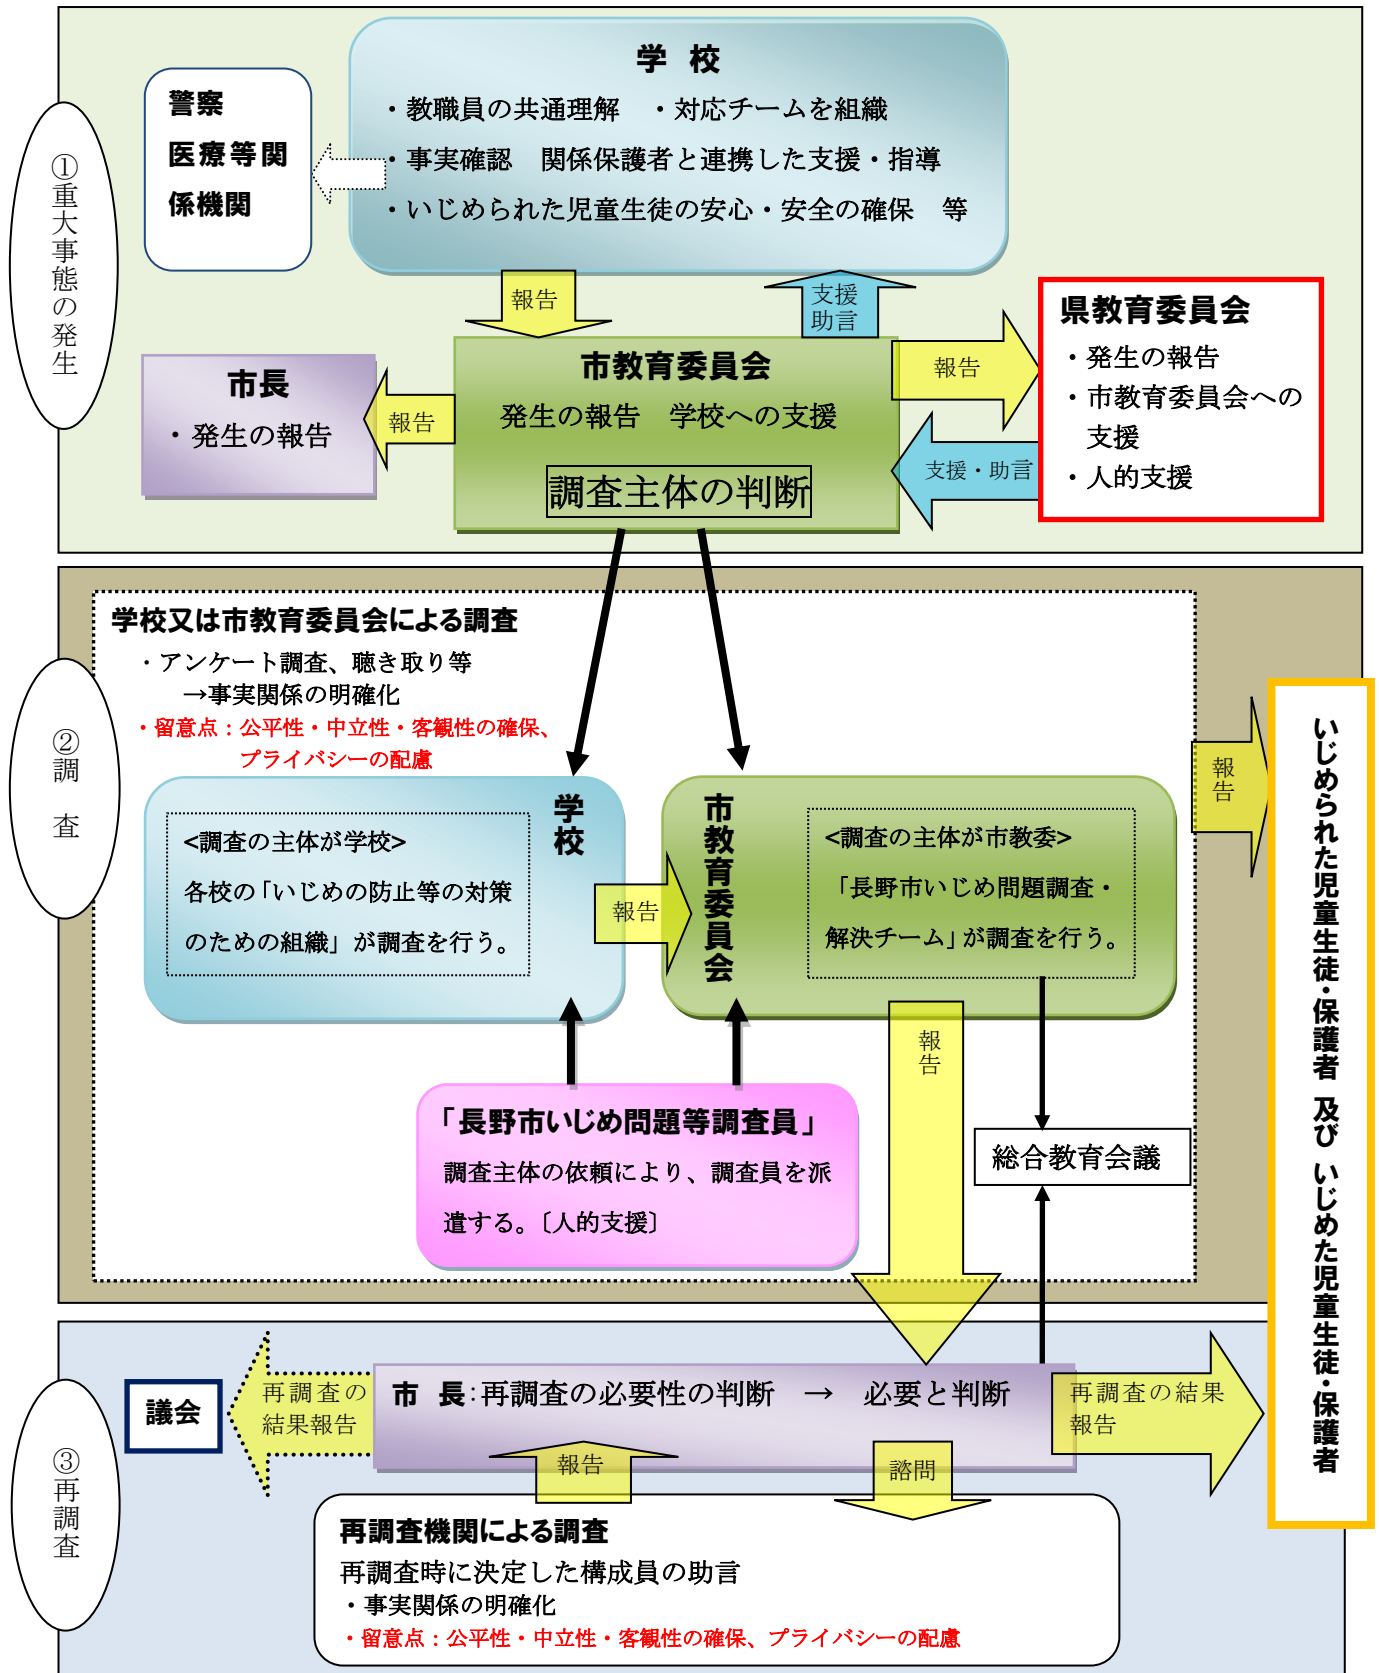 ①重大事態の発生
学 校
・教職員の共通理解 ・対応チームを組織
・事実確認 関係保護者と連携した支援・指導
・いじめられた児童生徒の安心・安全の確保 等
警察
医療等関
係機関
報告
支援
助言
市教育委員会
発生の報告 学校への支援
調査主体の判断
市長
・発生の報告
報告
報告
支援・助言
県教育委員会
・発生の報告
・市教育委員会への
支援
・人的支援
②調 査
学校又は市教育委員会による調査
・アンケート調査、聴き取り等
→事実関係の明確化
・留意点：公平性・中立性・客観性の確保、
プライバシーの配慮
学校
<調査の主体が学校>
各校の「いじめの防止等の対策
のための組織」が調査を行う。
報告
市教育委員会
<調査の主体が市教委>
「長野市いじめ問題調査・
解決チーム」が調査を行う。
報告
報告
「長野市いじめ問題等調査員」
調査主体の依頼により、調査員を派
遣する。〔人的支援〕
総合教育会議
いじめられた児童生徒・保護者 及び いじめた児童生徒・保護者
③再調査
議会
再調査の
結果報告
市 長：再調査の必要性の判断 → 必要と判断
再調査の結果
報告
報告
諮問
再調査機関による調査
再調査時に決定した構成員の助言
・事実関係の明確化
・留意点：公平性・中立性・客観性の確保、プライバシーの配慮